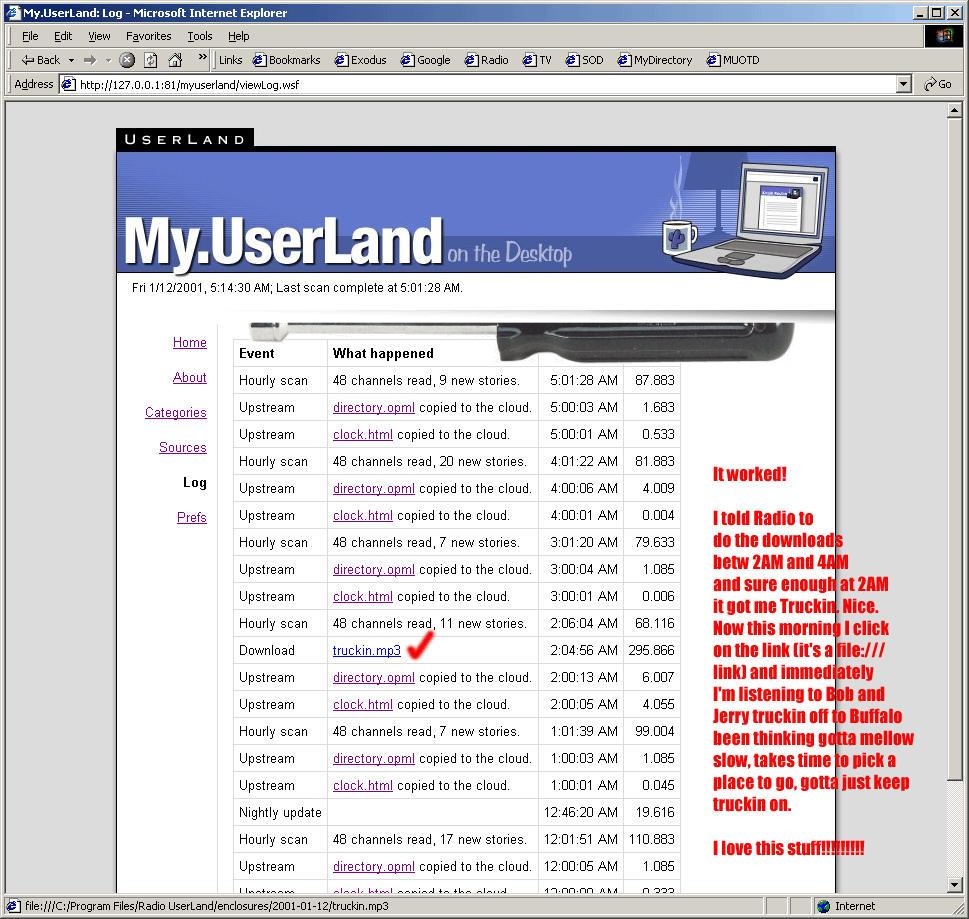 My.UserLand: Log - Microsoft Internet Explorer
File Edit View Favorites Tools Help
Back » Links Bookmarks Exodus Google Radio TV SOD MyDirectory MUOTD
Address http://127.0.0.1:81/myuserland/viewLog.wsf Go
USERLAND
My.UserLand on the Desktop
Fri 1/12/2001, 5:14:30 AM; Last scan complete at 5:01:28 AM.
Home
About
Categories
Sources
Log
Prefs
Event What happened
Hourly scan 48 channels read, 9 new stories. 5:01:28 AM 87.883
Upstream directory.opml copied to the cloud. 5:00:03 AM 1.683
Upstream clock.html copied to the cloud. 5:00:01 AM 0.533
Hourly scan 48 channels read, 20 new stories. 4:01:22 AM 81.883
Upstream directory.opml copied to the cloud. 4:00:06 AM 4.009
Upstream clock.html copied to the cloud. 4:00:01 AM 0.004
Hourly scan 48 channels read, 7 new stories. 3:01:20 AM 79.633
Upstream directory.opml copied to the cloud. 3:00:04 AM 1.085
Upstream clock.html copied to the cloud. 3:00:01 AM 0.006
Hourly scan 48 channels read, 11 new stories. 2:06:04 AM 68.116
Download truckin.mp3 2:04:56 AM 295.866
Upstream directory.opml copied to the cloud. 2:00:13 AM 6.007
Upstream clock.html copied to the cloud. 2:00:05 AM 4.055
Hourly scan 48 channels read, 7 new stories. 1:01:39 AM 99.004
Upstream directory.opml copied to the cloud. 1:00:03 AM 1.085
Upstream clock.html copied to the cloud. 1:00:01 AM 0.045
Nightly update 12:46:20 AM 19.616
Hourly scan 48 channels read, 17 new stories. 12:01:51 AM 110.883
Upstream directory.opml copied to the cloud. 12:00:05 AM 1.085
Upstream clock.html copied to the cloud. 12:00:00 AM 0.333
It worked!
I told Radio to
do the downloads
betw 2AM and 4AM
and sure enough at 2AM
it got me Truckin. Nice.
Now this morning I click
on the link (it's a file:///
link) and immediately
I'm listening to Bob and
Jerry truckin off to Buffalo
been thinking gotta mellow
slow, takes time to pick a
place to go, gotta just keep
truckin on.
I love this stuff!!!!!!!!!
file:///C:/Program Files/Radio UserLand/enclosures/2001-01-12/truckin.mp3 Internet